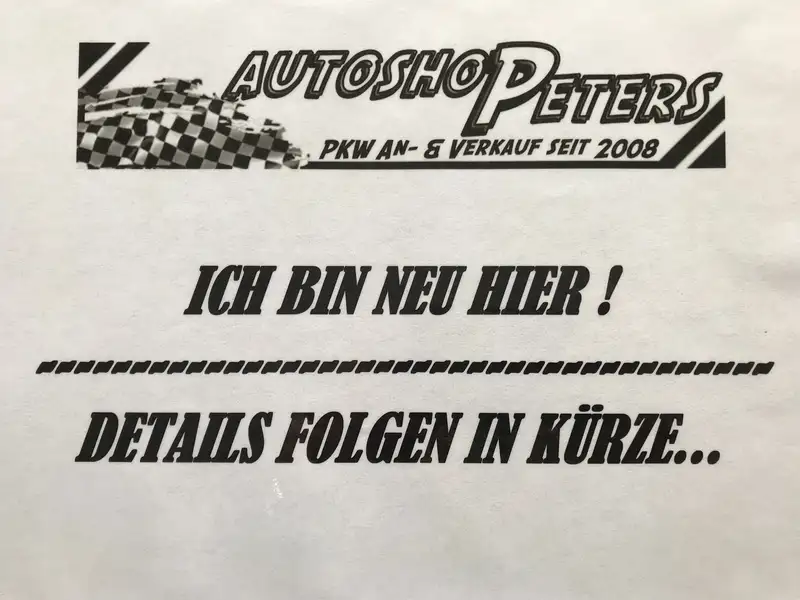 AUTOSHOPETERS
PKW AN- & VERKAUF SEIT 2008
ICH BIN NEU HIER !
DETAILS FOLGEN IN KÜRZE...